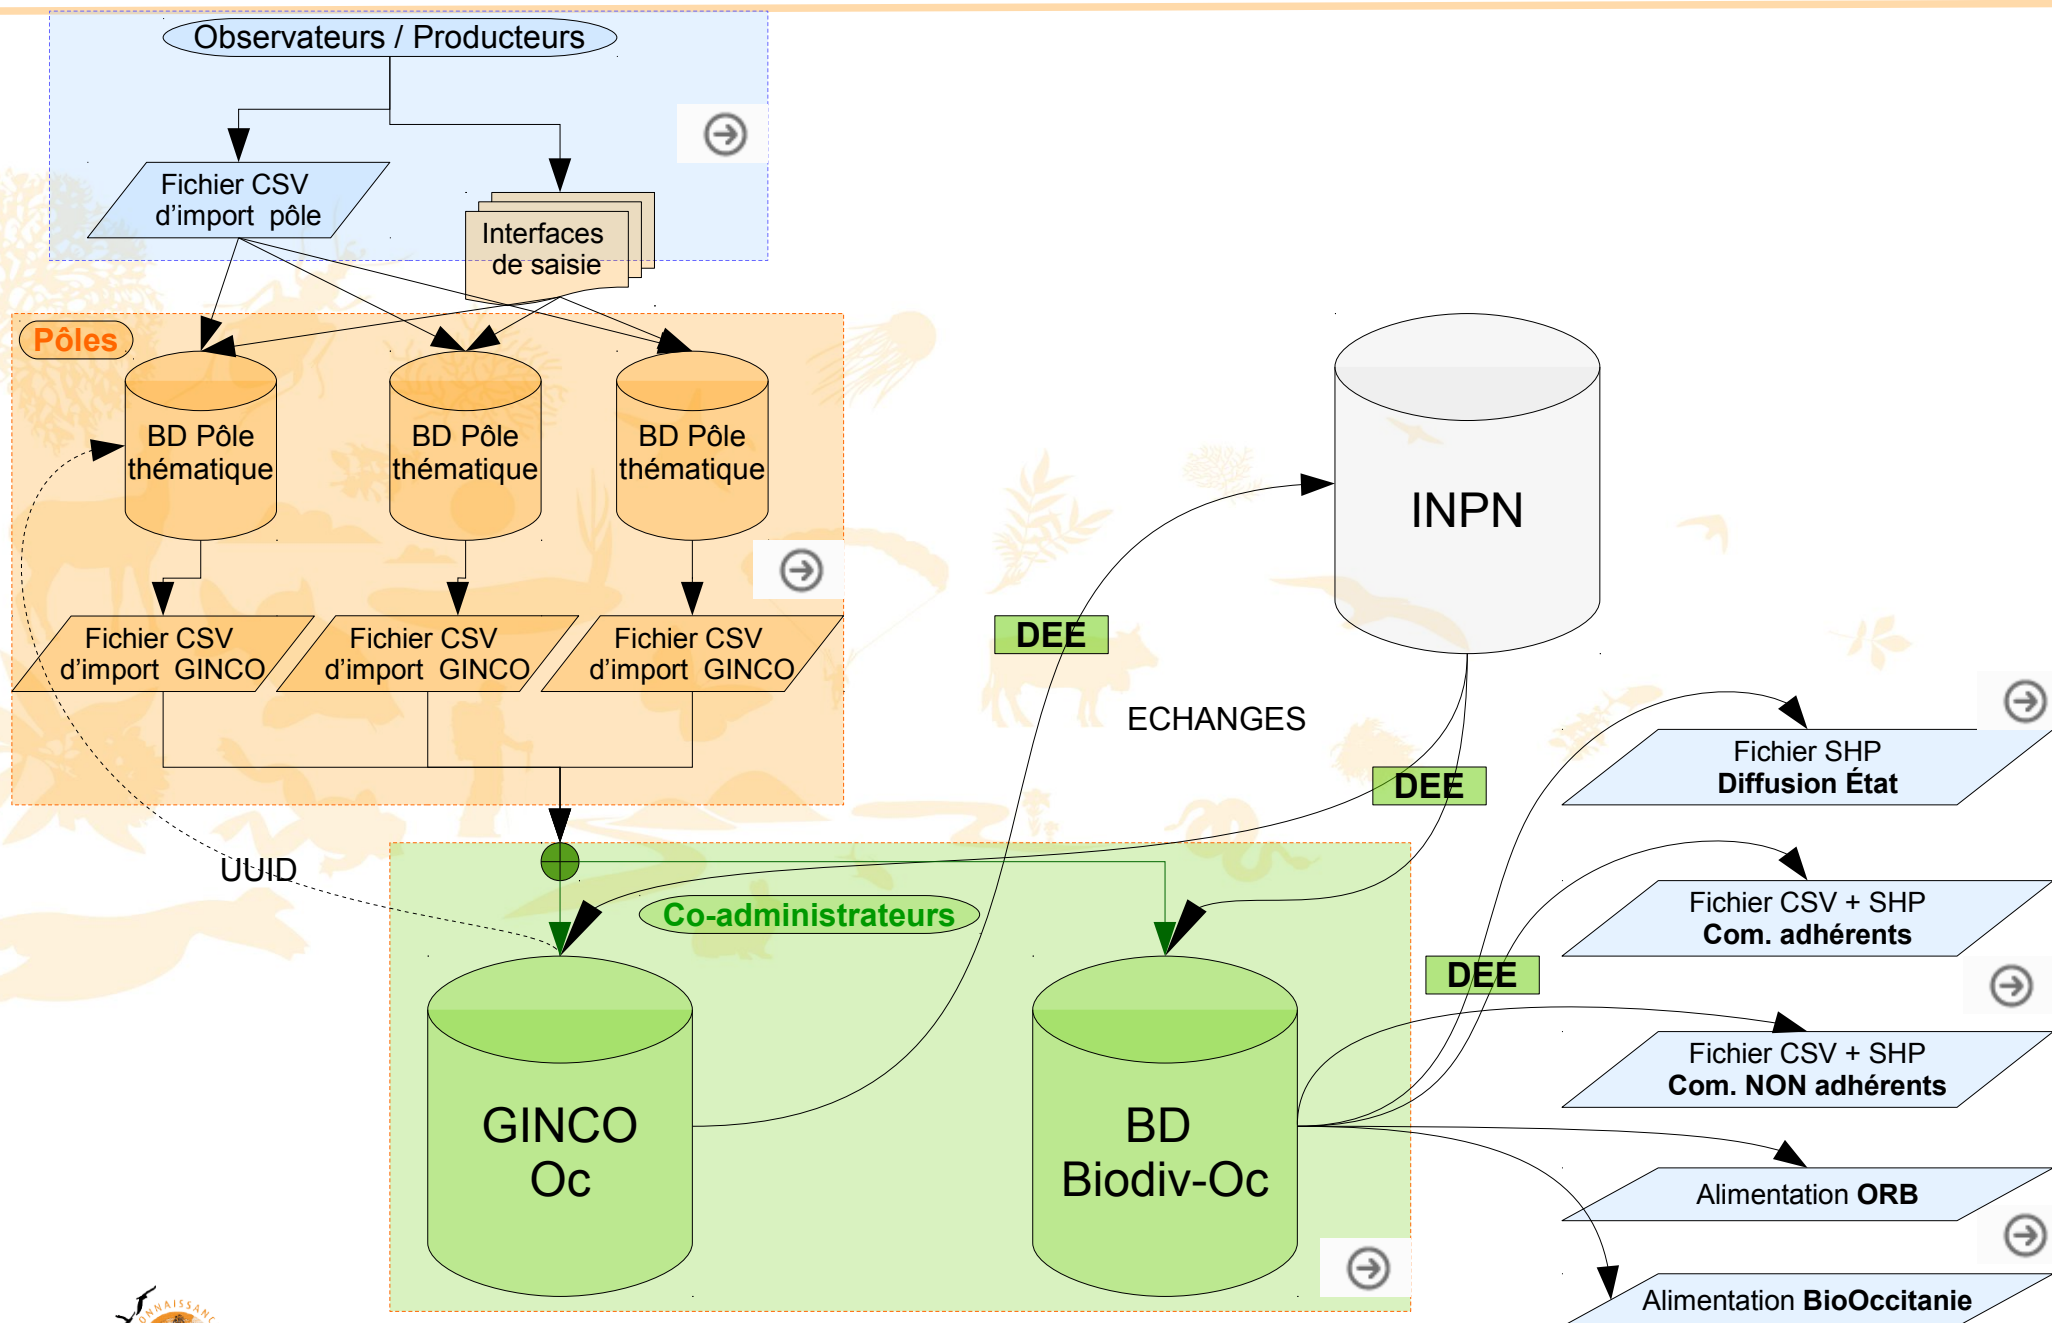 Observateurs / Producteurs
Fichier CSV
d'import pôle
Interfaces
de saisie
Pôles
BD Pôle
thématique
BD Pôle
thématique
BD Pôle
thématique
INPN
Fichier CSV
d'import GINCO
Fichier CSV
d'import GINCO
Fichier CSV
d'import GINCO
DEE
ECHANGES
DEE
Fichier SHP
Diffusion État
UUID
Co-administrateurs
Fichier CSV + SHP
Com. adhérents
DEE
Fichier CSV + SHP
Com. NON adhérents
GINCO
Oc
BD
Biodiv-Oc
Alimentation ORB
Alimentation BioOccitanie